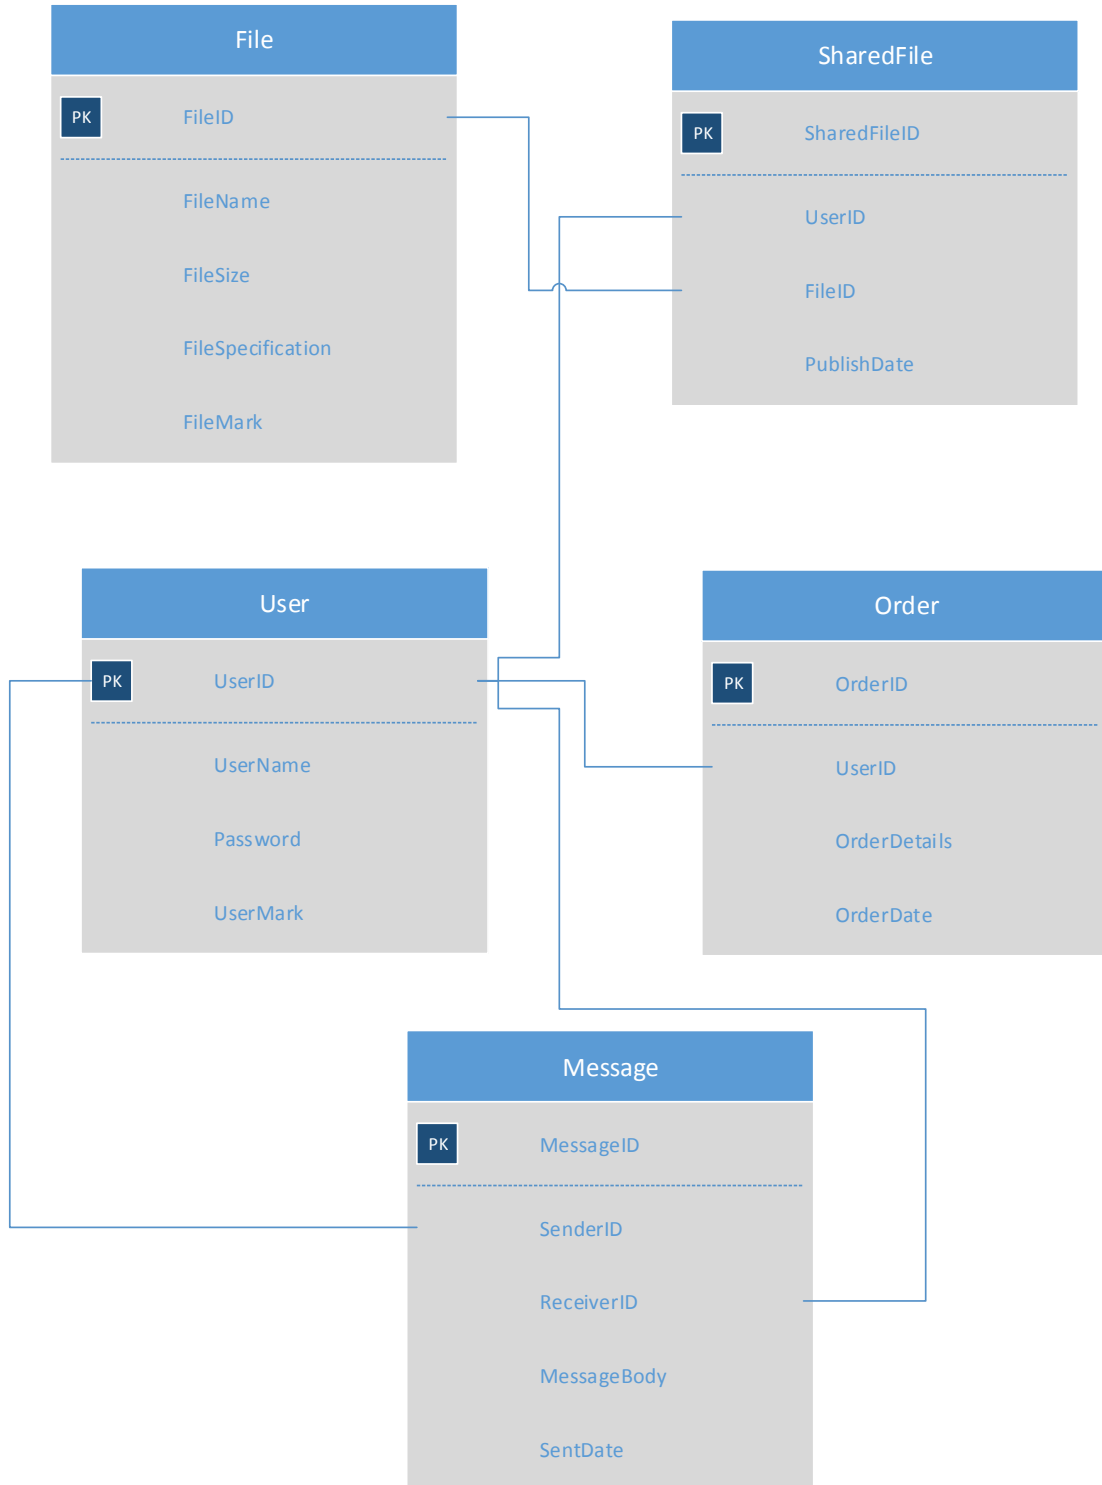 File
PK FileID
FileName
FileSize
FileSpecification
FileMark
SharedFile
PK SharedFileID
UserID
FileID
PublishDate
User
PK UserID
UserName
Password
UserMark
Order
PK OrderID
UserID
OrderDetails
OrderDate
Message
PK MessageID
SenderID
ReceiverID
MessageBody
SentDate